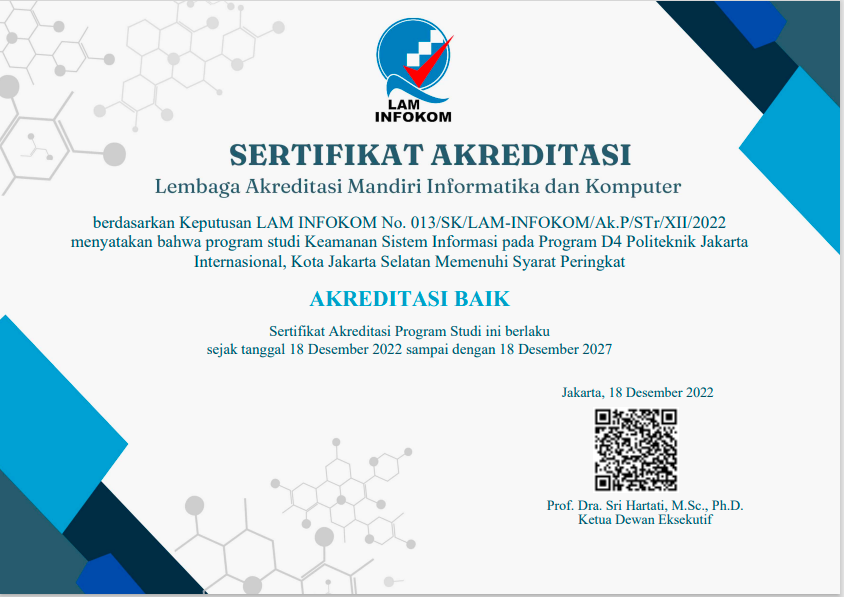 LAM
INFOKOM
SERTIFIKAT AKREDITASI
Lembaga Akreditasi Mandiri Informatika dan Komputer
berdasarkan Keputusan LAM INFOKOM No. 013/SK/LAM-INFOKOM/Ak.P/STr/XII/2022
menyatakan bahwa program studi Keamanan Sistem Informasi pada Program D4 Politeknik Jakarta
Internasional, Kota Jakarta Selatan Memenuhi Syarat Peringkat
AKREDITASI BAIK
Sertifikat Akreditasi Program Studi ini berlaku
sejak tanggal 18 Desember 2022 sampai dengan 18 Desember 2027
Jakarta, 18 Desember 2022
Prof. Dra. Sri Hartati, M.Sc., Ph.D.
Ketua Dewan Eksekutif